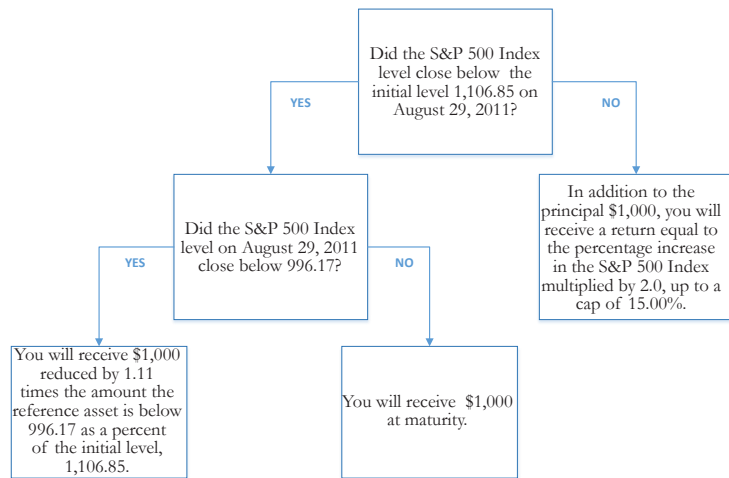 Did the S&P 500 Index
level close below the
initial level 1,106.85 on
August 29, 2011?
YES
NO
Did the S&P 500 Index
level on August 29, 2011
close below 996.17?
In addition to the
principal $1,000, you will
receive a return equal to
the percentage increase
in the S&P 500 Index
multiplied by 2.0, up to a
cap of 15.00%.
YES
NO
You will receive $1,000
reduced by 1.11
times the amount the
reference asset is below
996.17 as a percent
of the initial level,
1,106.85.
You will receive $1,000
at maturity.